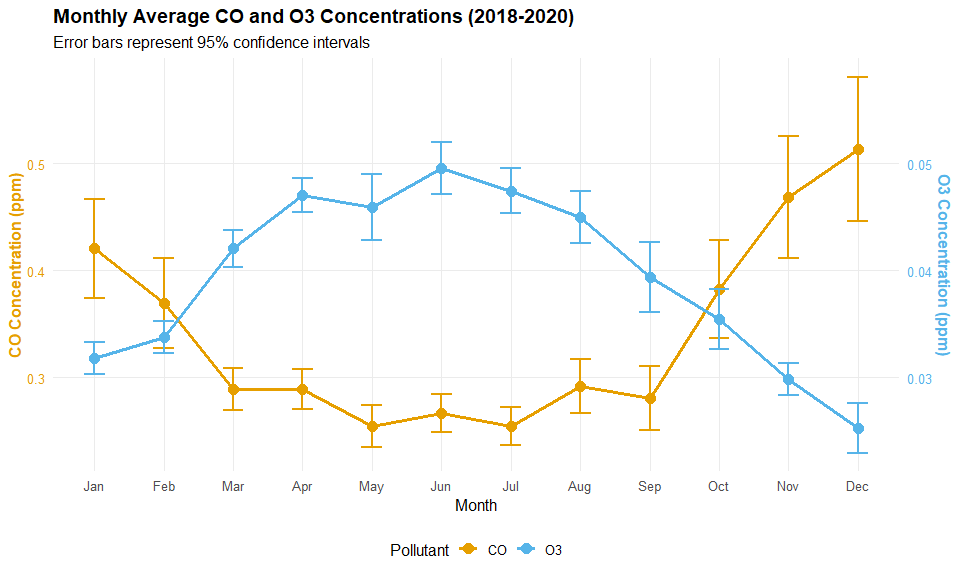 Monthly Average CO and O3 Concentrations (2018-2020)
Error bars represent 95% confidence intervals
CO Concentration (ppm)
0.5
0.4
0.3
0.05
0.04
0.03
O3 Concentration (ppm)
Jan Feb Mar Apr May Jun Jul Aug Sep Oct Nov Dec
Month
Pollutant CO O3